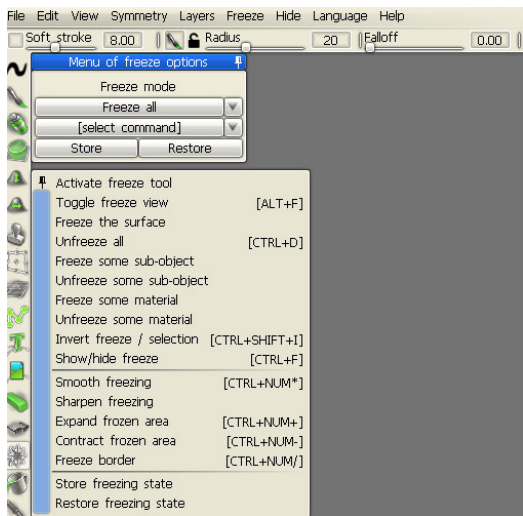 File Edit View Symmetry Layers Freeze Hide Language Help
Soft stroke 8.00 Radius 20 Falloff 0.00
Menu of freeze options
Freeze mode
Freeze all
[select command]
Store Restore
Activate freeze tool
Toggle freeze view [ALT+F]
Freeze the surface
Unfreeze all [CTRL+D]
Freeze some sub-object
Unfreeze some sub-object
Freeze some material
Unfreeze some material
Invert freeze / selection [CTRL+SHIFT+I]
Show/hide freeze [CTRL+F]
Smooth freezing [CTRL+NUM*]
Sharpen freezing
Expand frozen area [CTRL+NUM+]
Contract frozen area [CTRL+NUM-]
Freeze border [CTRL+NUM/]
Store freezing state
Restore freezing state